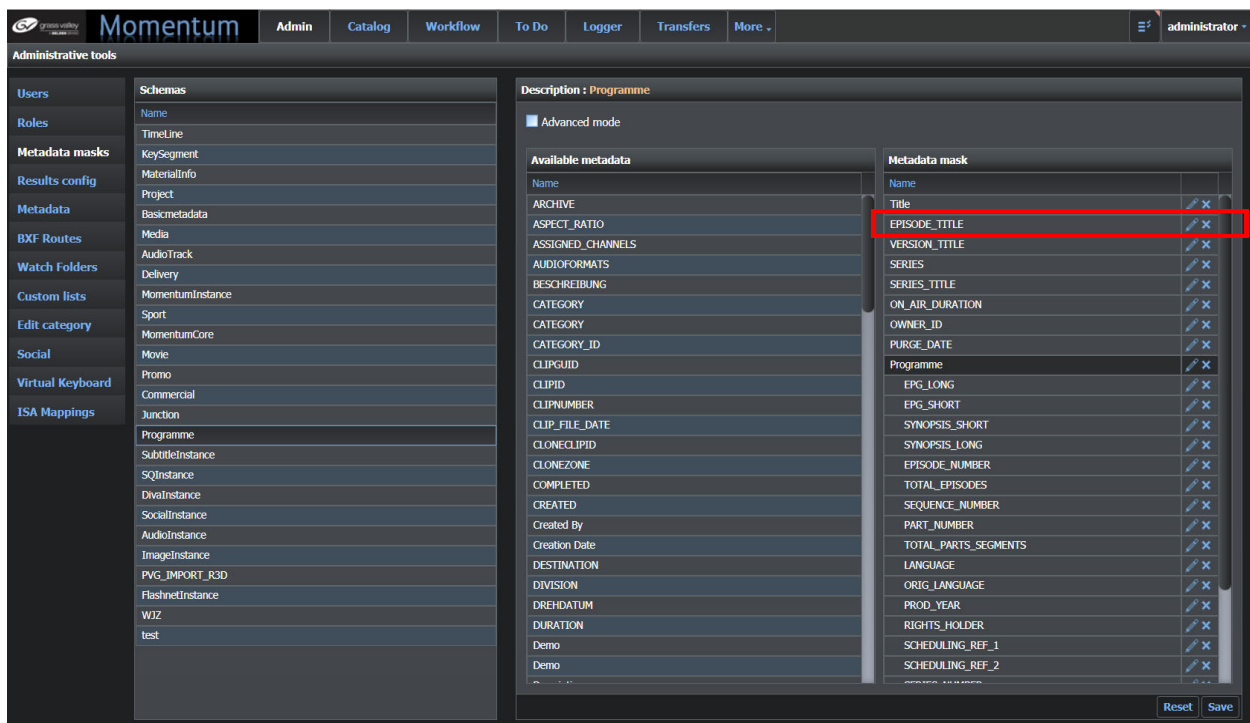 grass valley Momentum Admin Catalog Workflow To Do Logger Transfers More administrator
Administrative tools
Users
Roles
Metadata masks
Results config
Metadata
BXF Routes
Watch Folders
Custom lists
Edit category
Social
Virtual Keyboard
ISA Mappings
Schemas
Name
TimeLine
KeySegment
MaterialInfo
Project
Basicmetadata
Media
AudioTrack
Delivery
MomentumInstance
Sport
MomentumCore
Movie
Promo
Commercial
Junction
Programme
SubtitleInstance
SQInstance
DivaInstance
SocialInstance
AudioInstance
ImageInstance
PVG_IMPORT_R3D
FlashnetInstance
WJZ
test
Description : Programme
Advanced mode
Available metadata
Name
ARCHIVE
ASPECT_RATIO
ASSIGNED_CHANNELS
AUDIOFORMATS
BESCHREIBUNG
CATEGORY
CATEGORY
CATEGORY_ID
CLIPGUID
CLIPID
CLIPNUMBER
CLIP_FILE_DATE
CLONECLIPID
CLONEZONE
COMPLETED
CREATED
Created By
Creation Date
DESTINATION
DIVISION
DREHDATUM
DURATION
Demo
Demo
Metadata mask
Name
Title
EPISODE_TITLE
VERSION_TITLE
SERIES
SERIES_TITLE
ON_AIR_DURATION
OWNER_ID
PURGE_DATE
Programme
EPG_LONG
EPG_SHORT
SYNOPSIS_SHORT
SYNOPSIS_LONG
EPISODE_NUMBER
TOTAL_EPISODES
SEQUENCE_NUMBER
PART_NUMBER
TOTAL_PARTS_SEGMENTS
LANGUAGE
ORIG_LANGUAGE
PROD_YEAR
RIGHTS_HOLDER
SCHEDULING_REF_1
SCHEDULING_REF_2
Reset Save